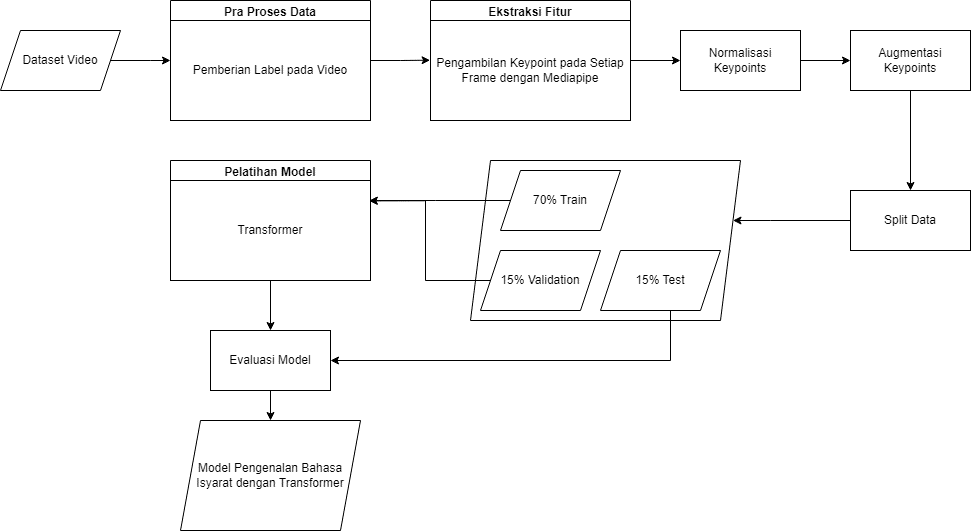 Dataset Video
Pra Proses Data
Pemberian Label pada Video
Ekstraksi Fitur
Pengambilan Keypoint pada Setiap
Frame dengan Mediapipe
Normalisasi
Keypoints
Augmentasi
Keypoints
Split Data
70% Train
15% Validation
15% Test
Pelatihan Model
Transformer
Evaluasi Model
Model Pengenalan Bahasa
Isyarat dengan Transformer